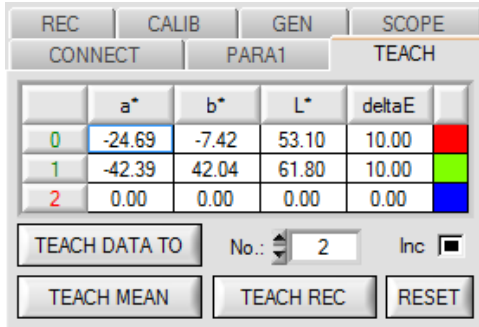 REC CALIB GEN SCOPE
CONNECT PARA1 TEACH
a* b* L* deltaE
0 -24.69 -7.42 53.10 10.00
1 -42.39 42.04 61.80 10.00
2 0.00 0.00 0.00 0.00
TEACH DATA TO No.: 2 Inc
TEACH MEAN TEACH REC RESET